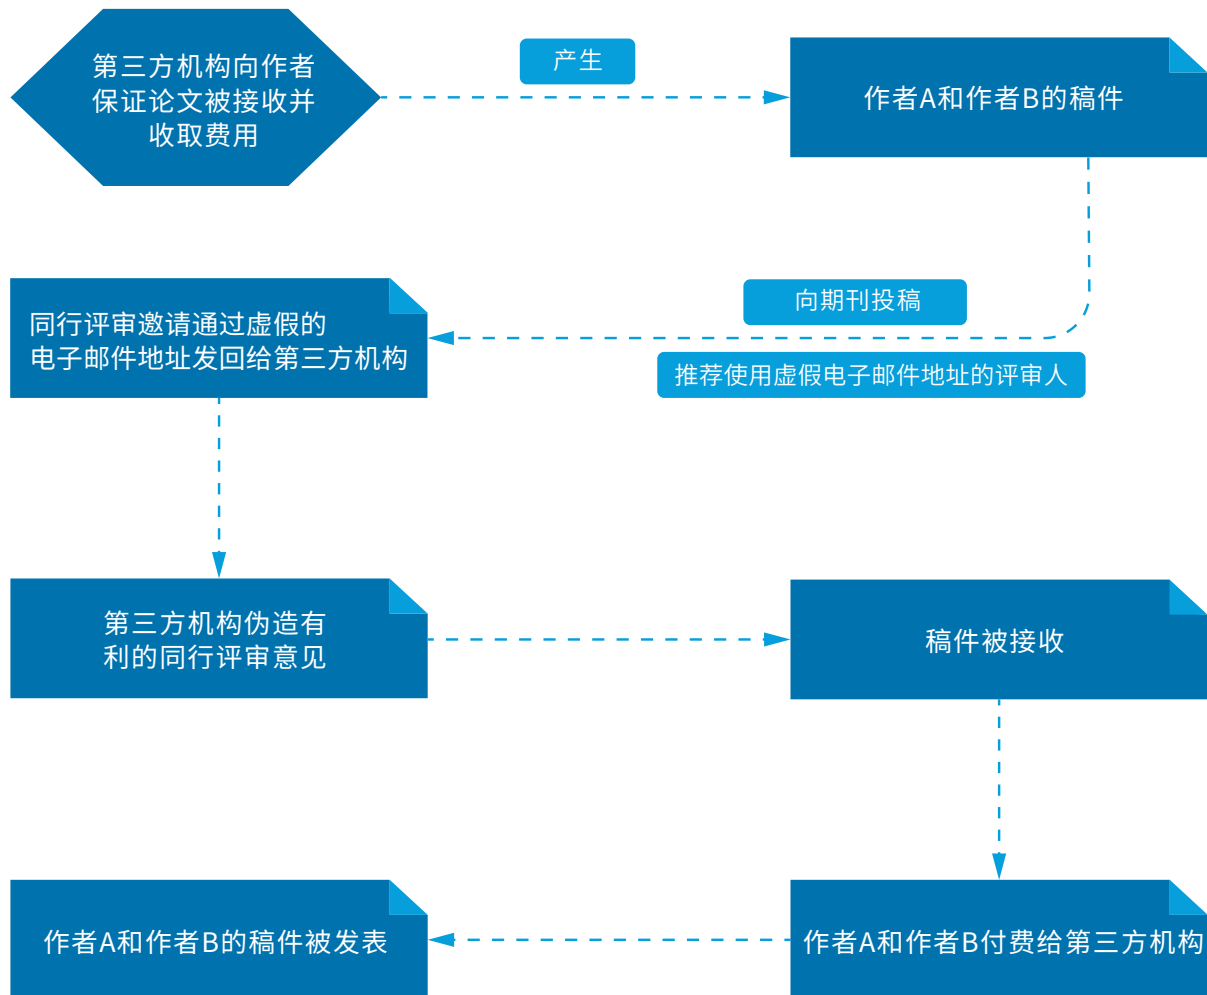 第三方机构向作者
保证论文被接收并
收取费用
产生
作者A和作者B的稿件
向期刊投稿
推荐使用虚假电子邮件地址的评审人
同行评审邀请通过虚假的
电子邮件地址发回给第三方机构
第三方机构伪造有
利的同行评审意见
稿件被接收
作者A和作者B付费给第三方机构
作者A和作者B的稿件被发表